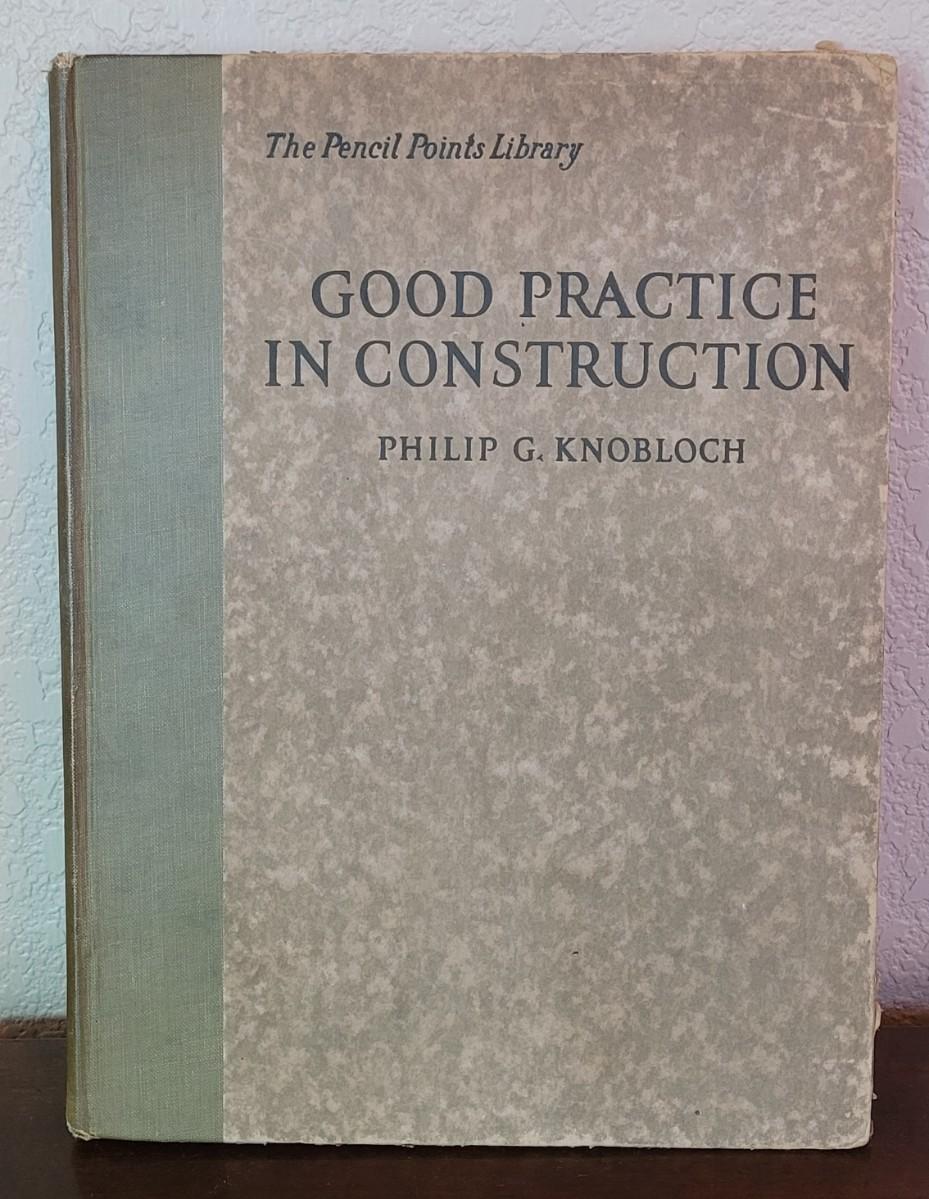 The Pencil Points Library
GOOD PRACTICE
IN CONSTRUCTION
PHILIP G. KNOBLOCH